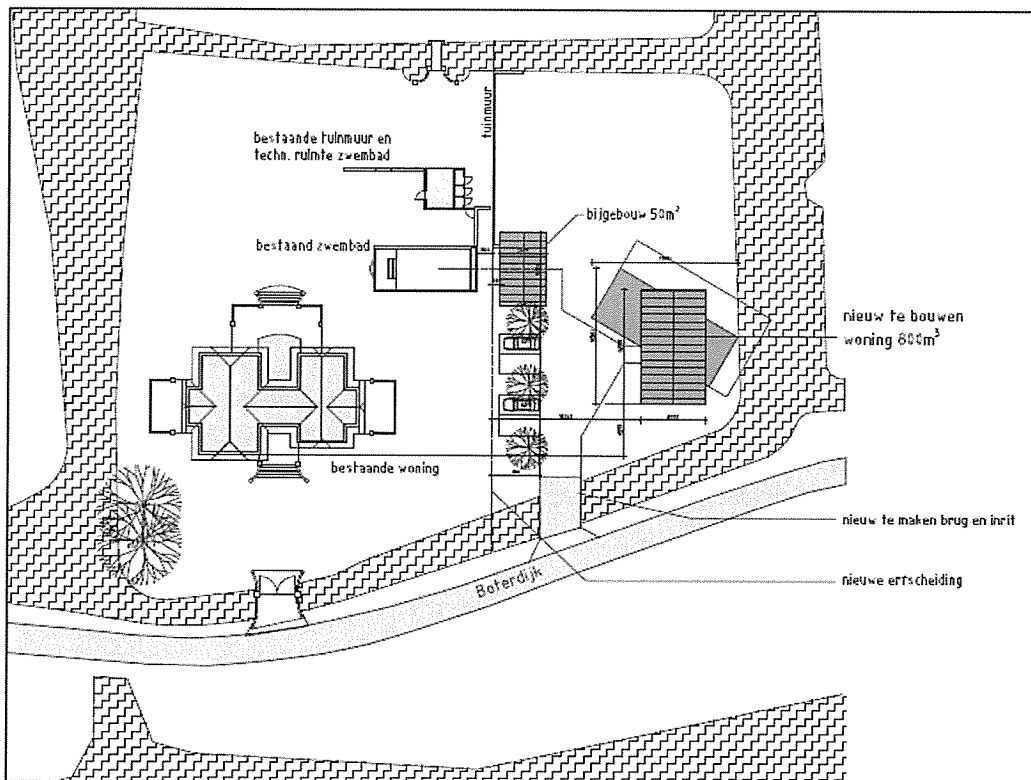 tuinmuur
bestaande tuinmuur en
techn. ruimte zwembad
bijgebouw 50m²
bestaand zwembad
nieuw te bouwen
woning 800m³
bestaande woning
nieuw te maken brug en inrit
nieuwe erfscheiding
Boterdijk